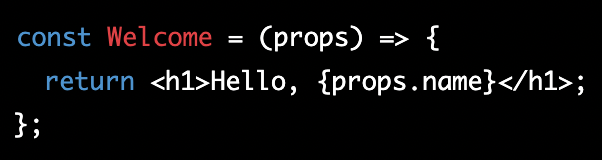 const Welcome = (props) => {
  return <h1>Hello, {props.name}</h1>;
};